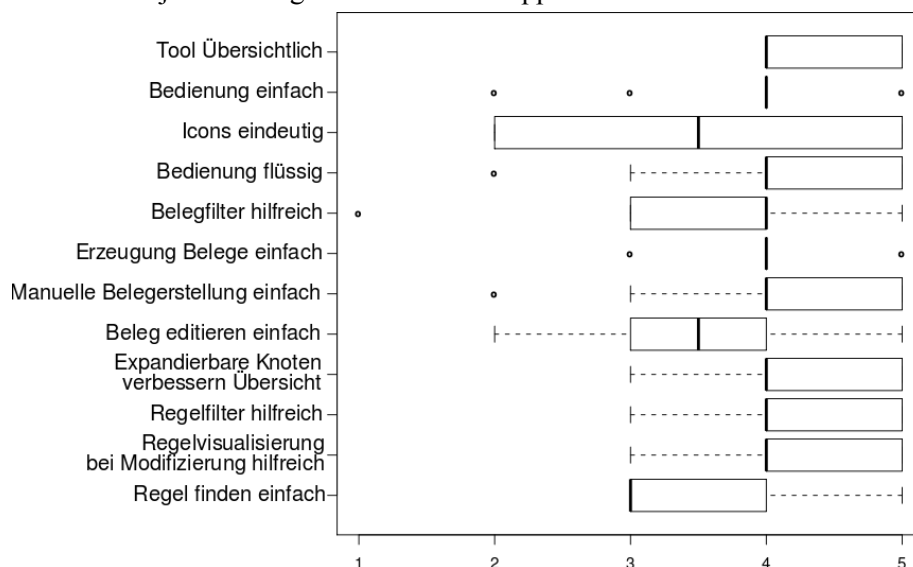 Tool Übersichtlich
Bedienung einfach
Icons eindeutig
Bedienung flüssig
Belegfilter hilfreich
Erzeugung Belege einfach
Manuelle Belegerstellung einfach
Beleg editieren einfach
Expandierbare Knoten
verbessern Übersicht
Regelfilter hilfreich
Regelvisualisierung
bei Modifizierung hilfreich
Regel finden einfach
1 2 3 4 5